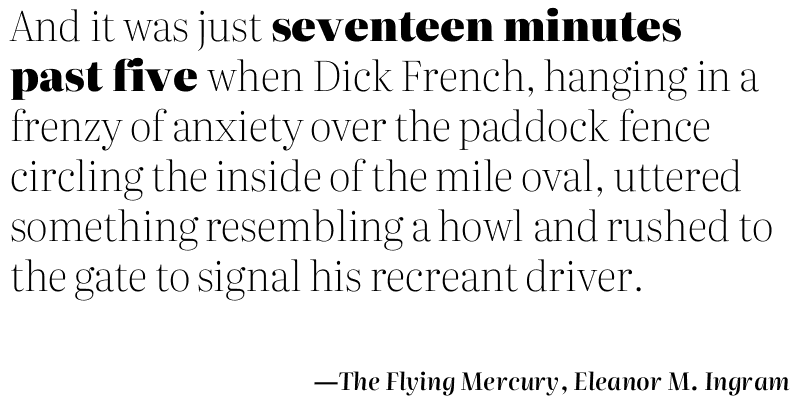 And it was just seventeen minutes
past five when Dick French, hanging in a
frenzy of anxiety over the paddock fence
circling the inside of the mile oval, uttered
something resembling a howl and rushed to
the gate to signal his recreant driver.
—The Flying Mercury, Eleanor M. Ingram